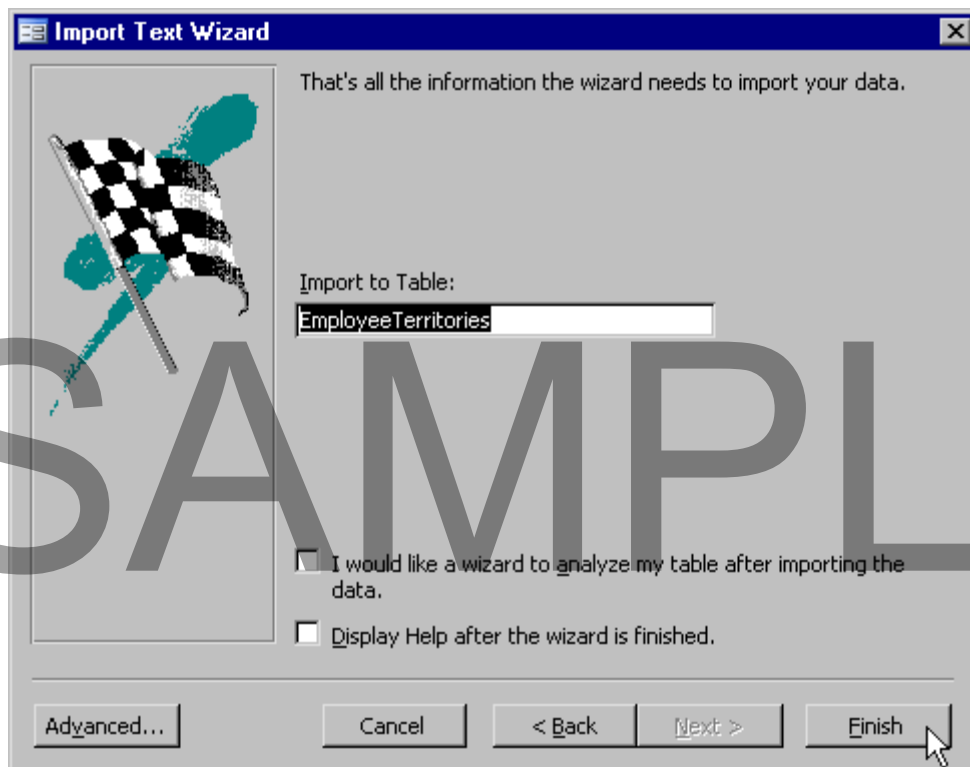 Import Text Wizard
That's all the information the wizard needs to import your data.
Import to Table:
EmployeeTerritories
SAMPL
I would like a wizard to analyze my table after importing the
data.
Display Help after the wizard is finished.
Advanced...
Cancel
< Back
Next >
Finish